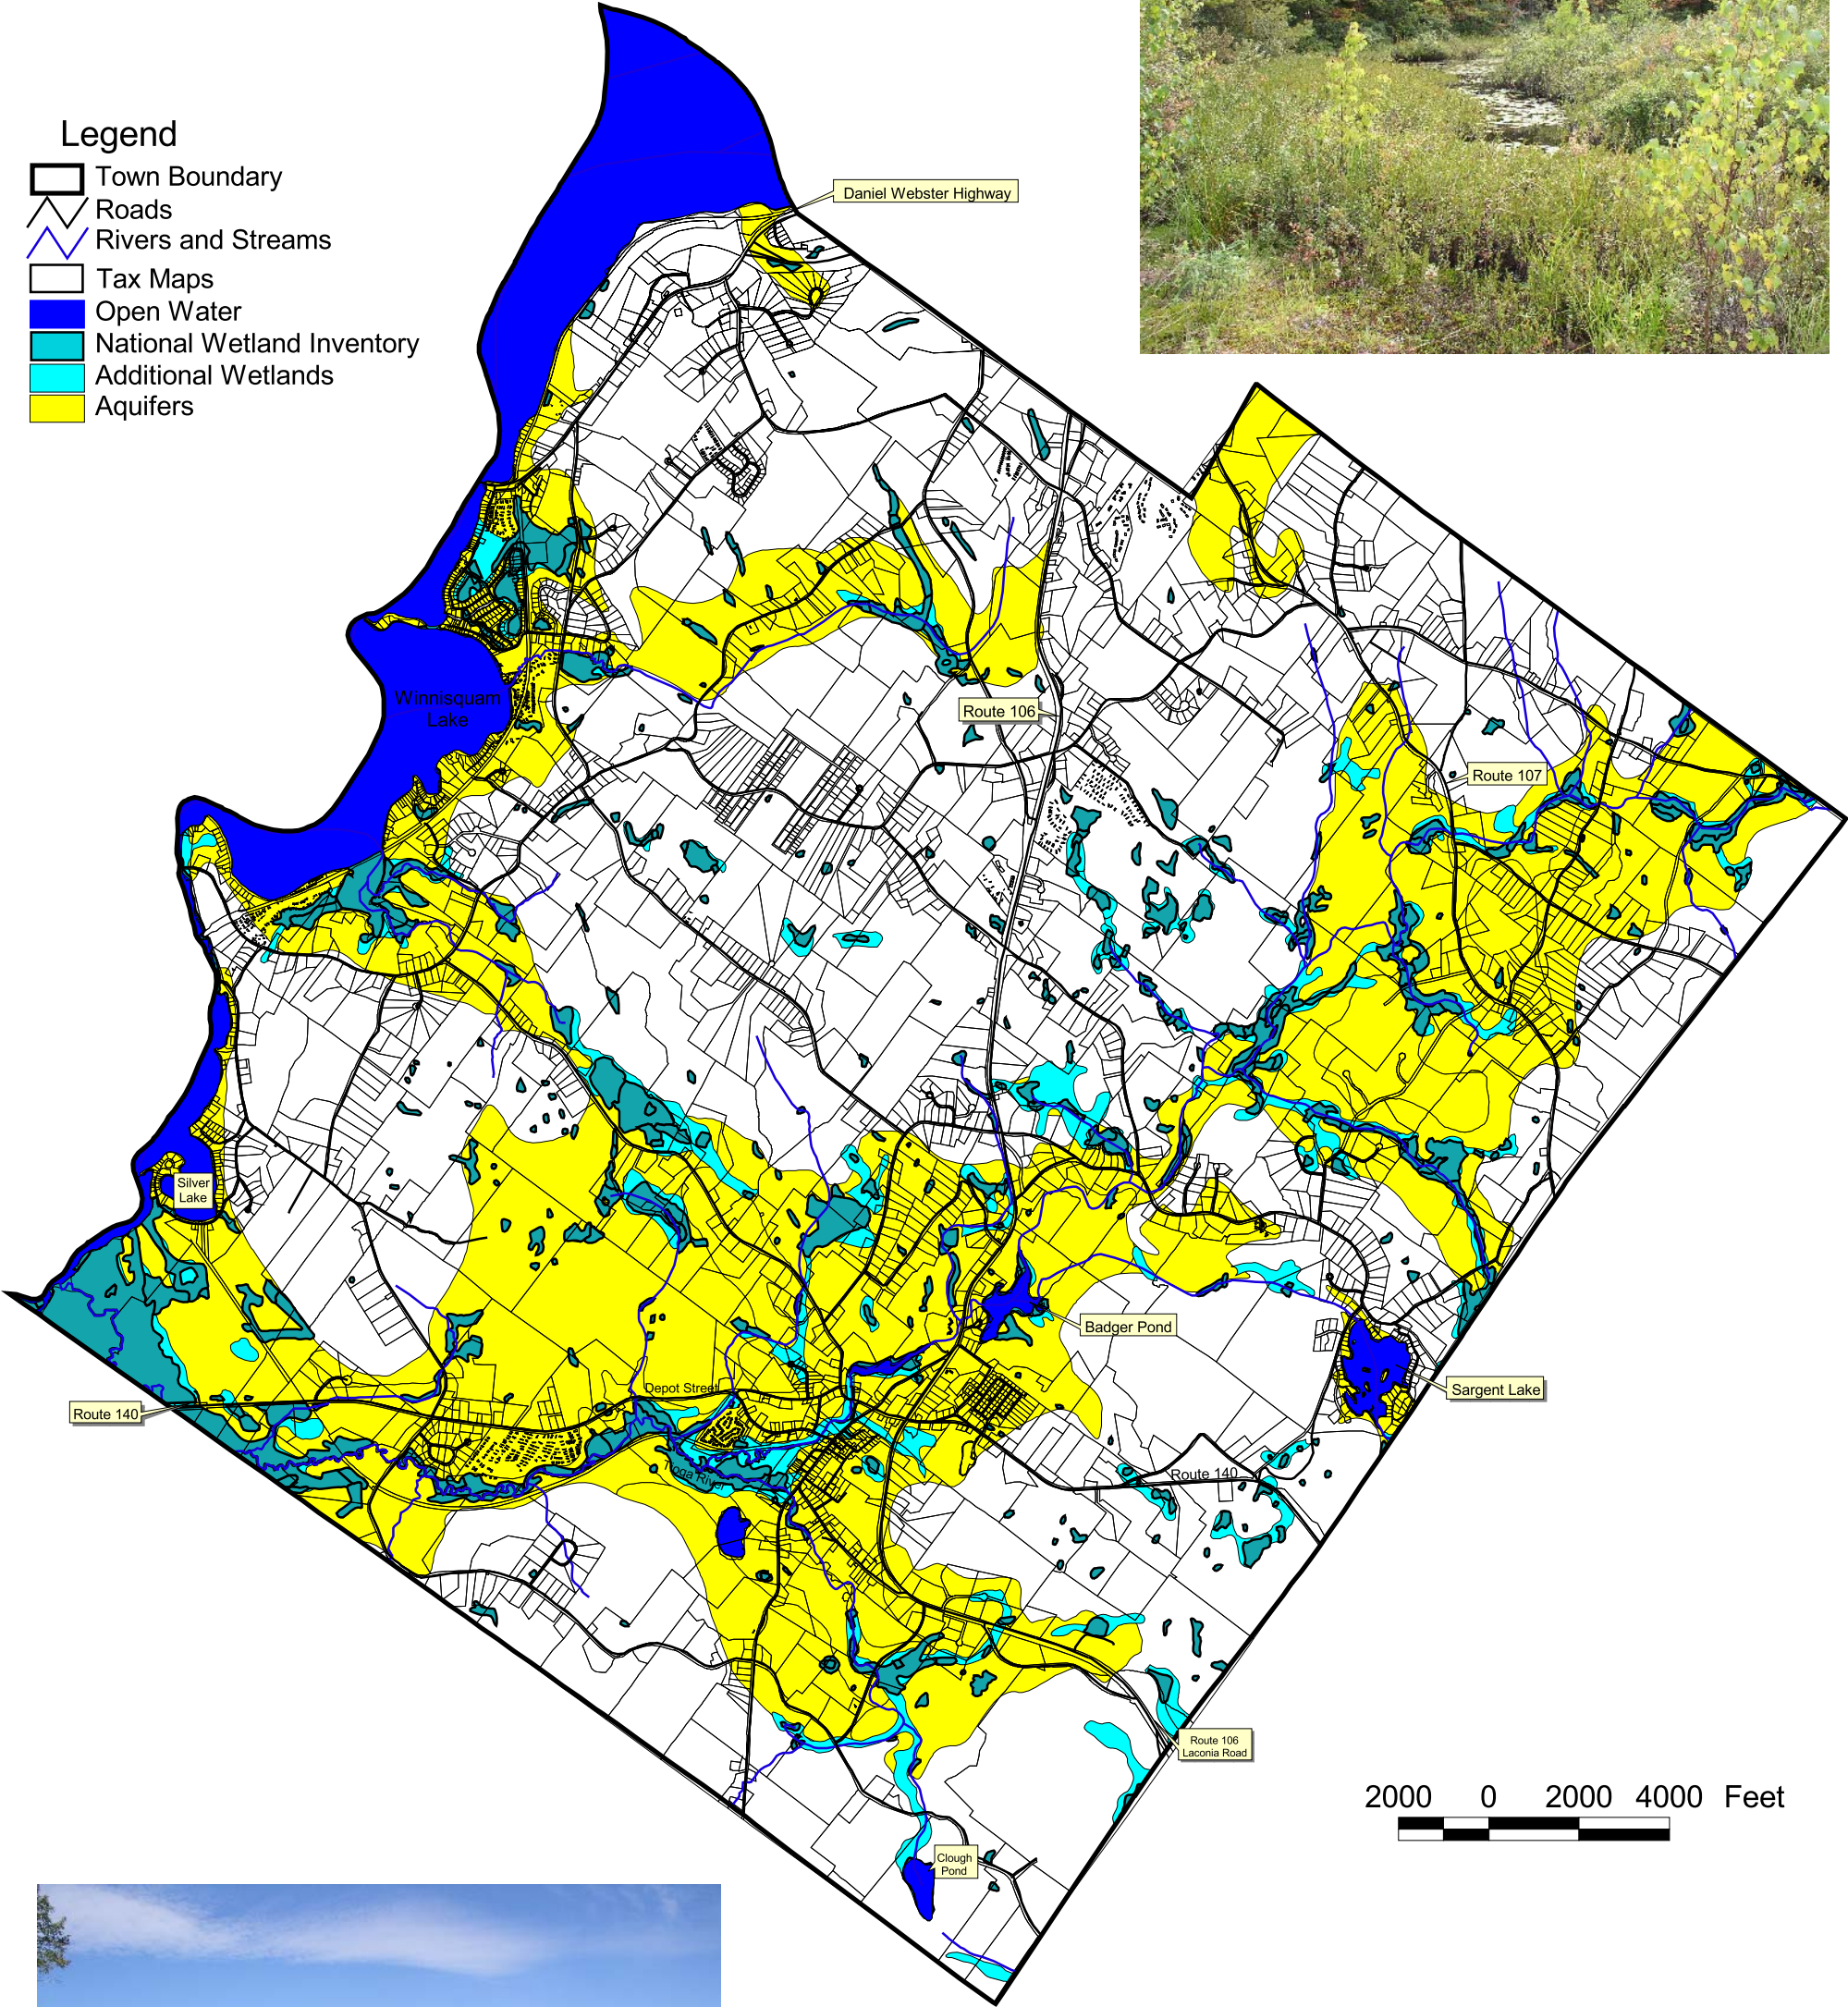 Legend
Town Boundary
Roads
Rivers and Streams
Tax Maps
Open Water
National Wetland Inventory
Additional Wetlands
Aquifers
Daniel Webster Highway
Winnisquam
Lake
Route 106
Route 107
Silver
Lake
Badger Pond
Sargent Lake
Depot Street
Route 140
Tioga River
Route 140
Route 106
Laconia Road
Clough
Pond
2000 0 2000 4000 Feet